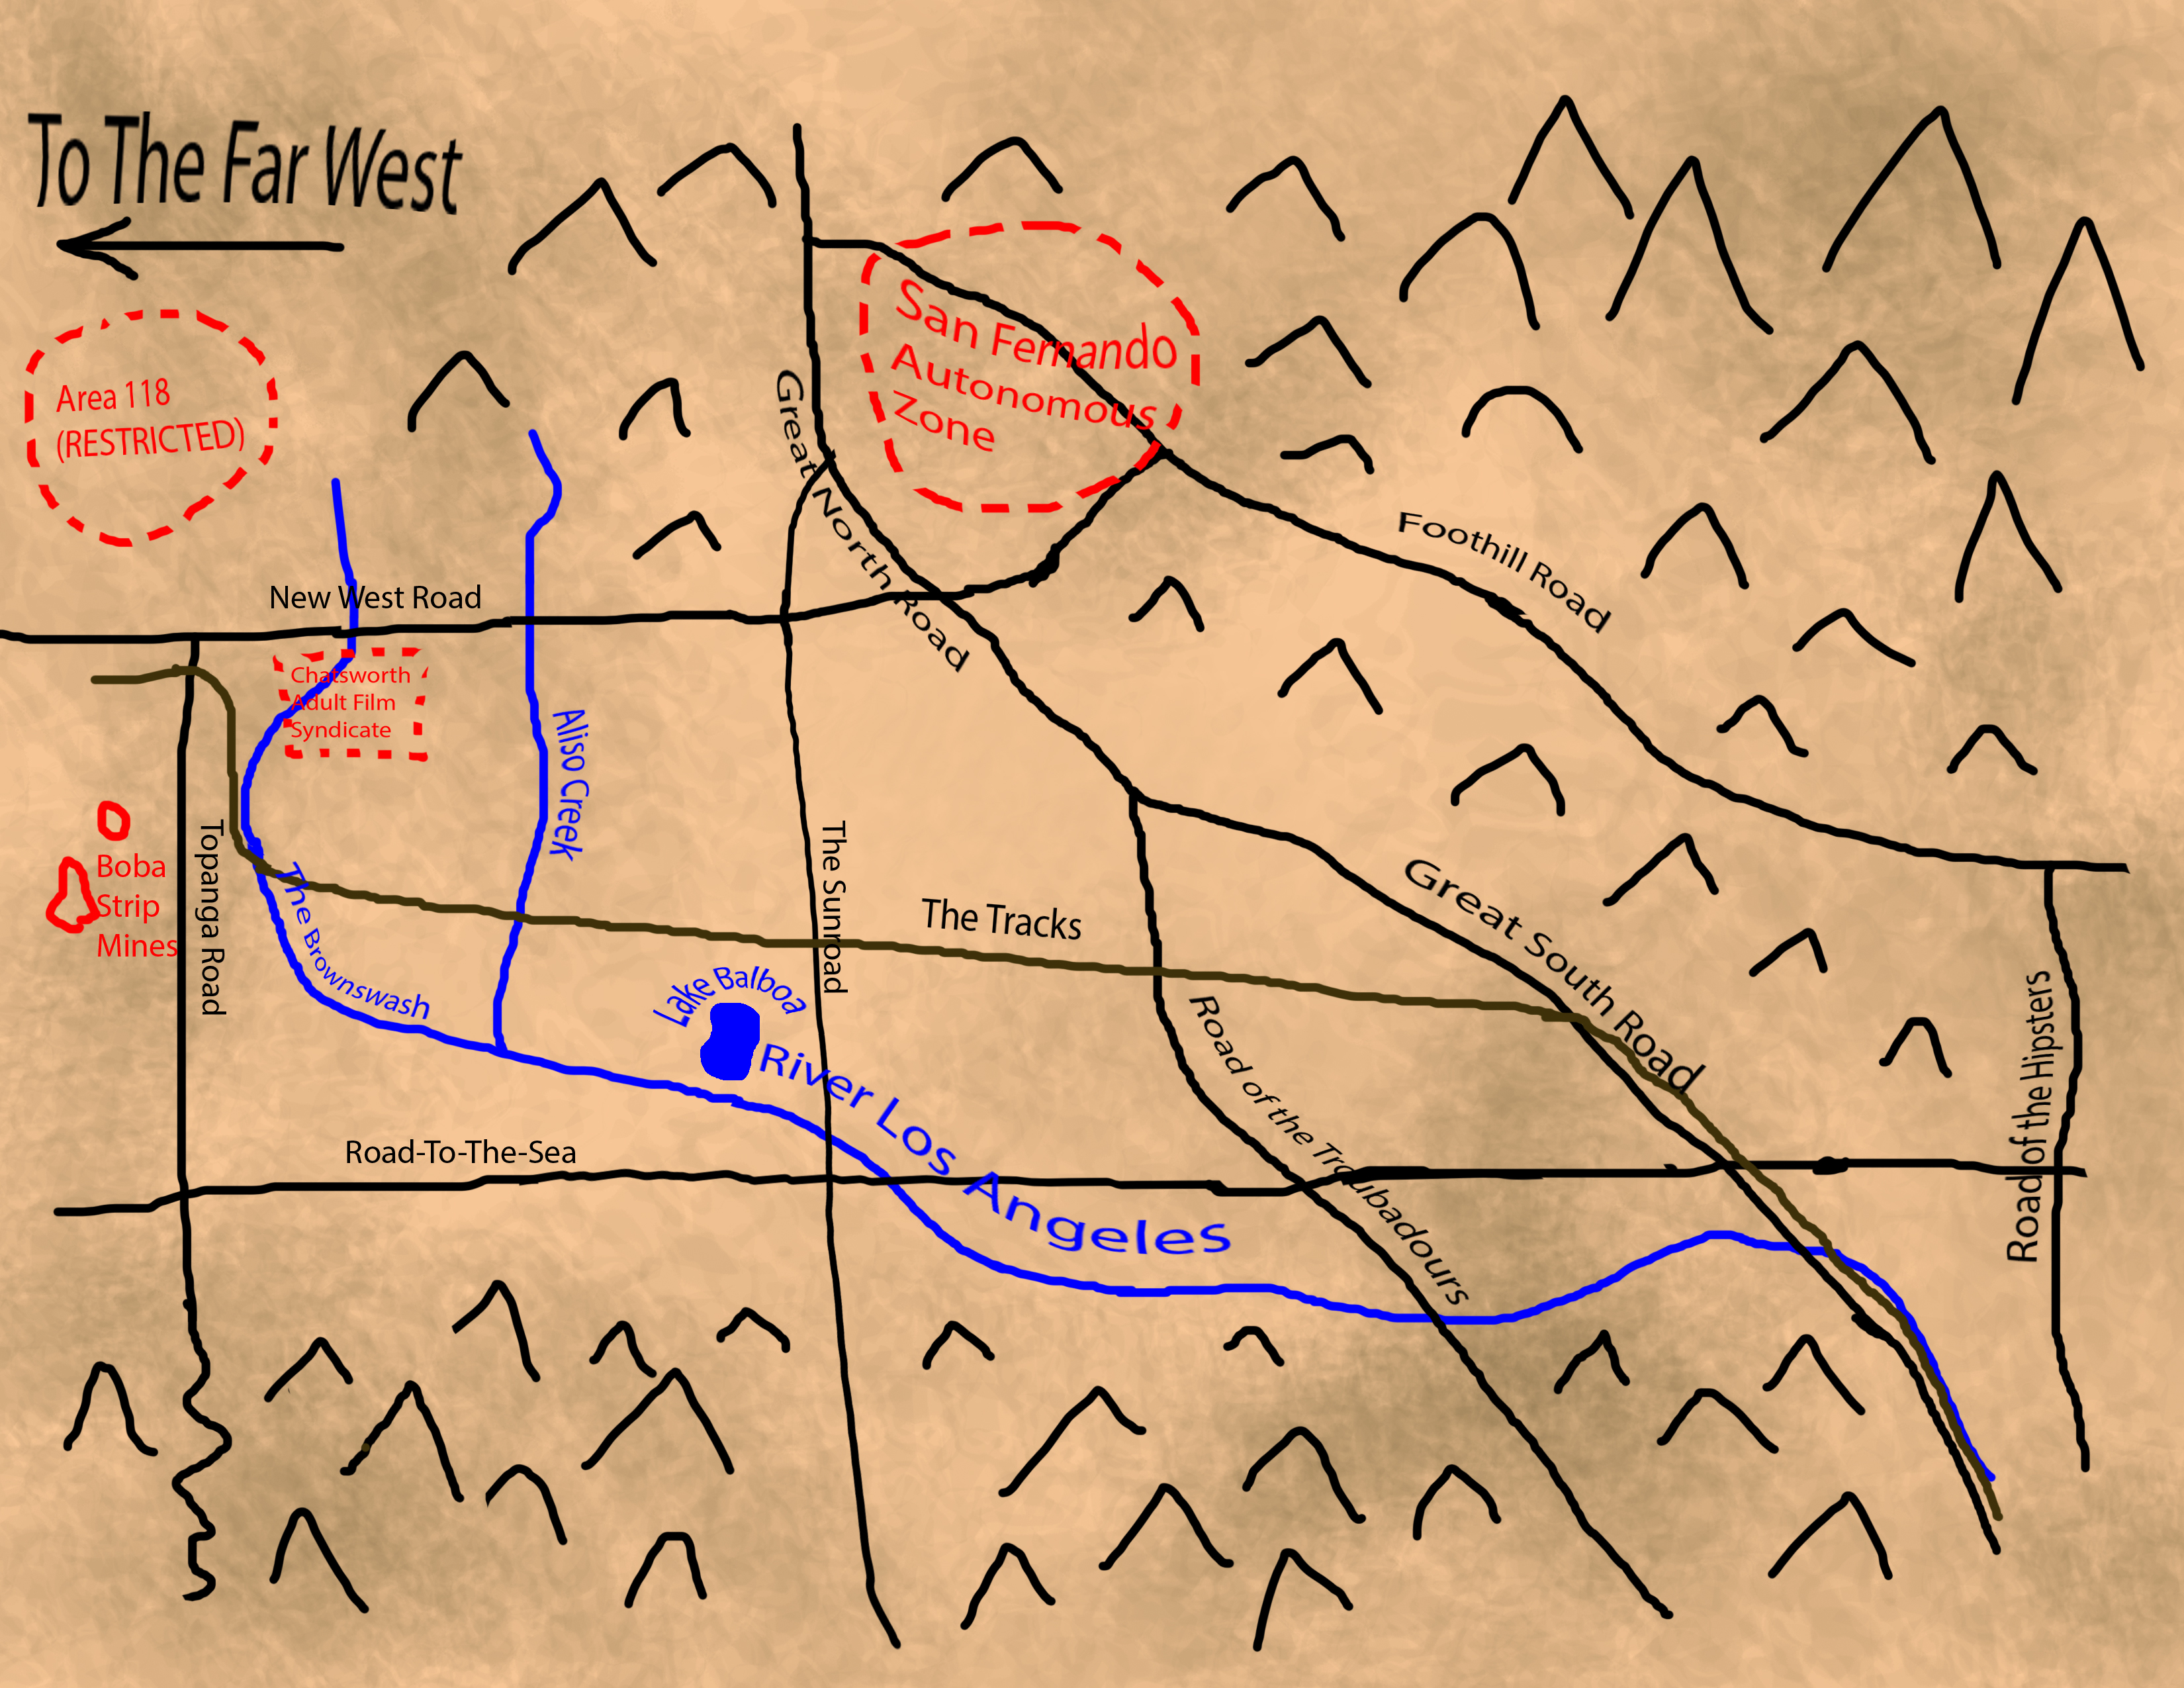 To The Far West
San Fernando
Autonomous
Zone
Area 118
(RESTRICTED)
Great North Road
Foothill Road
New West Road
Chatsworth
Adult Film
Syndicate
Aliso Creek
Boba
Strip
Mines
Topanga Road
The Brownswash
The Sunroad
The Tracks
Great South Road
Lake Balboa
River Los Angeles
Road of the Troubadours
Road of the Hipsters
Road-To-The-Sea